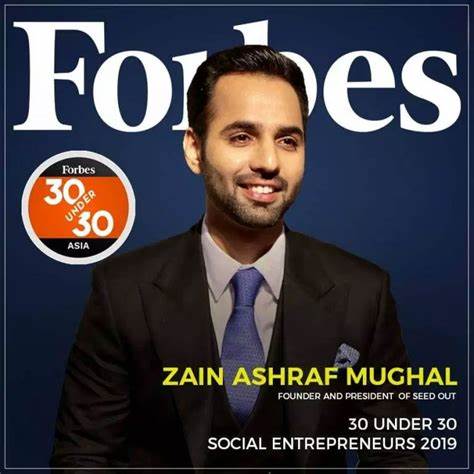 Forbes
Forbes
30
UNDER
30
ASIA
ZAIN ASHRAF MUGHAL
FOUNDER AND PRESIDENT OF SEED OUT
30 UNDER 30
SOCIAL ENTREPRENEURS 2019